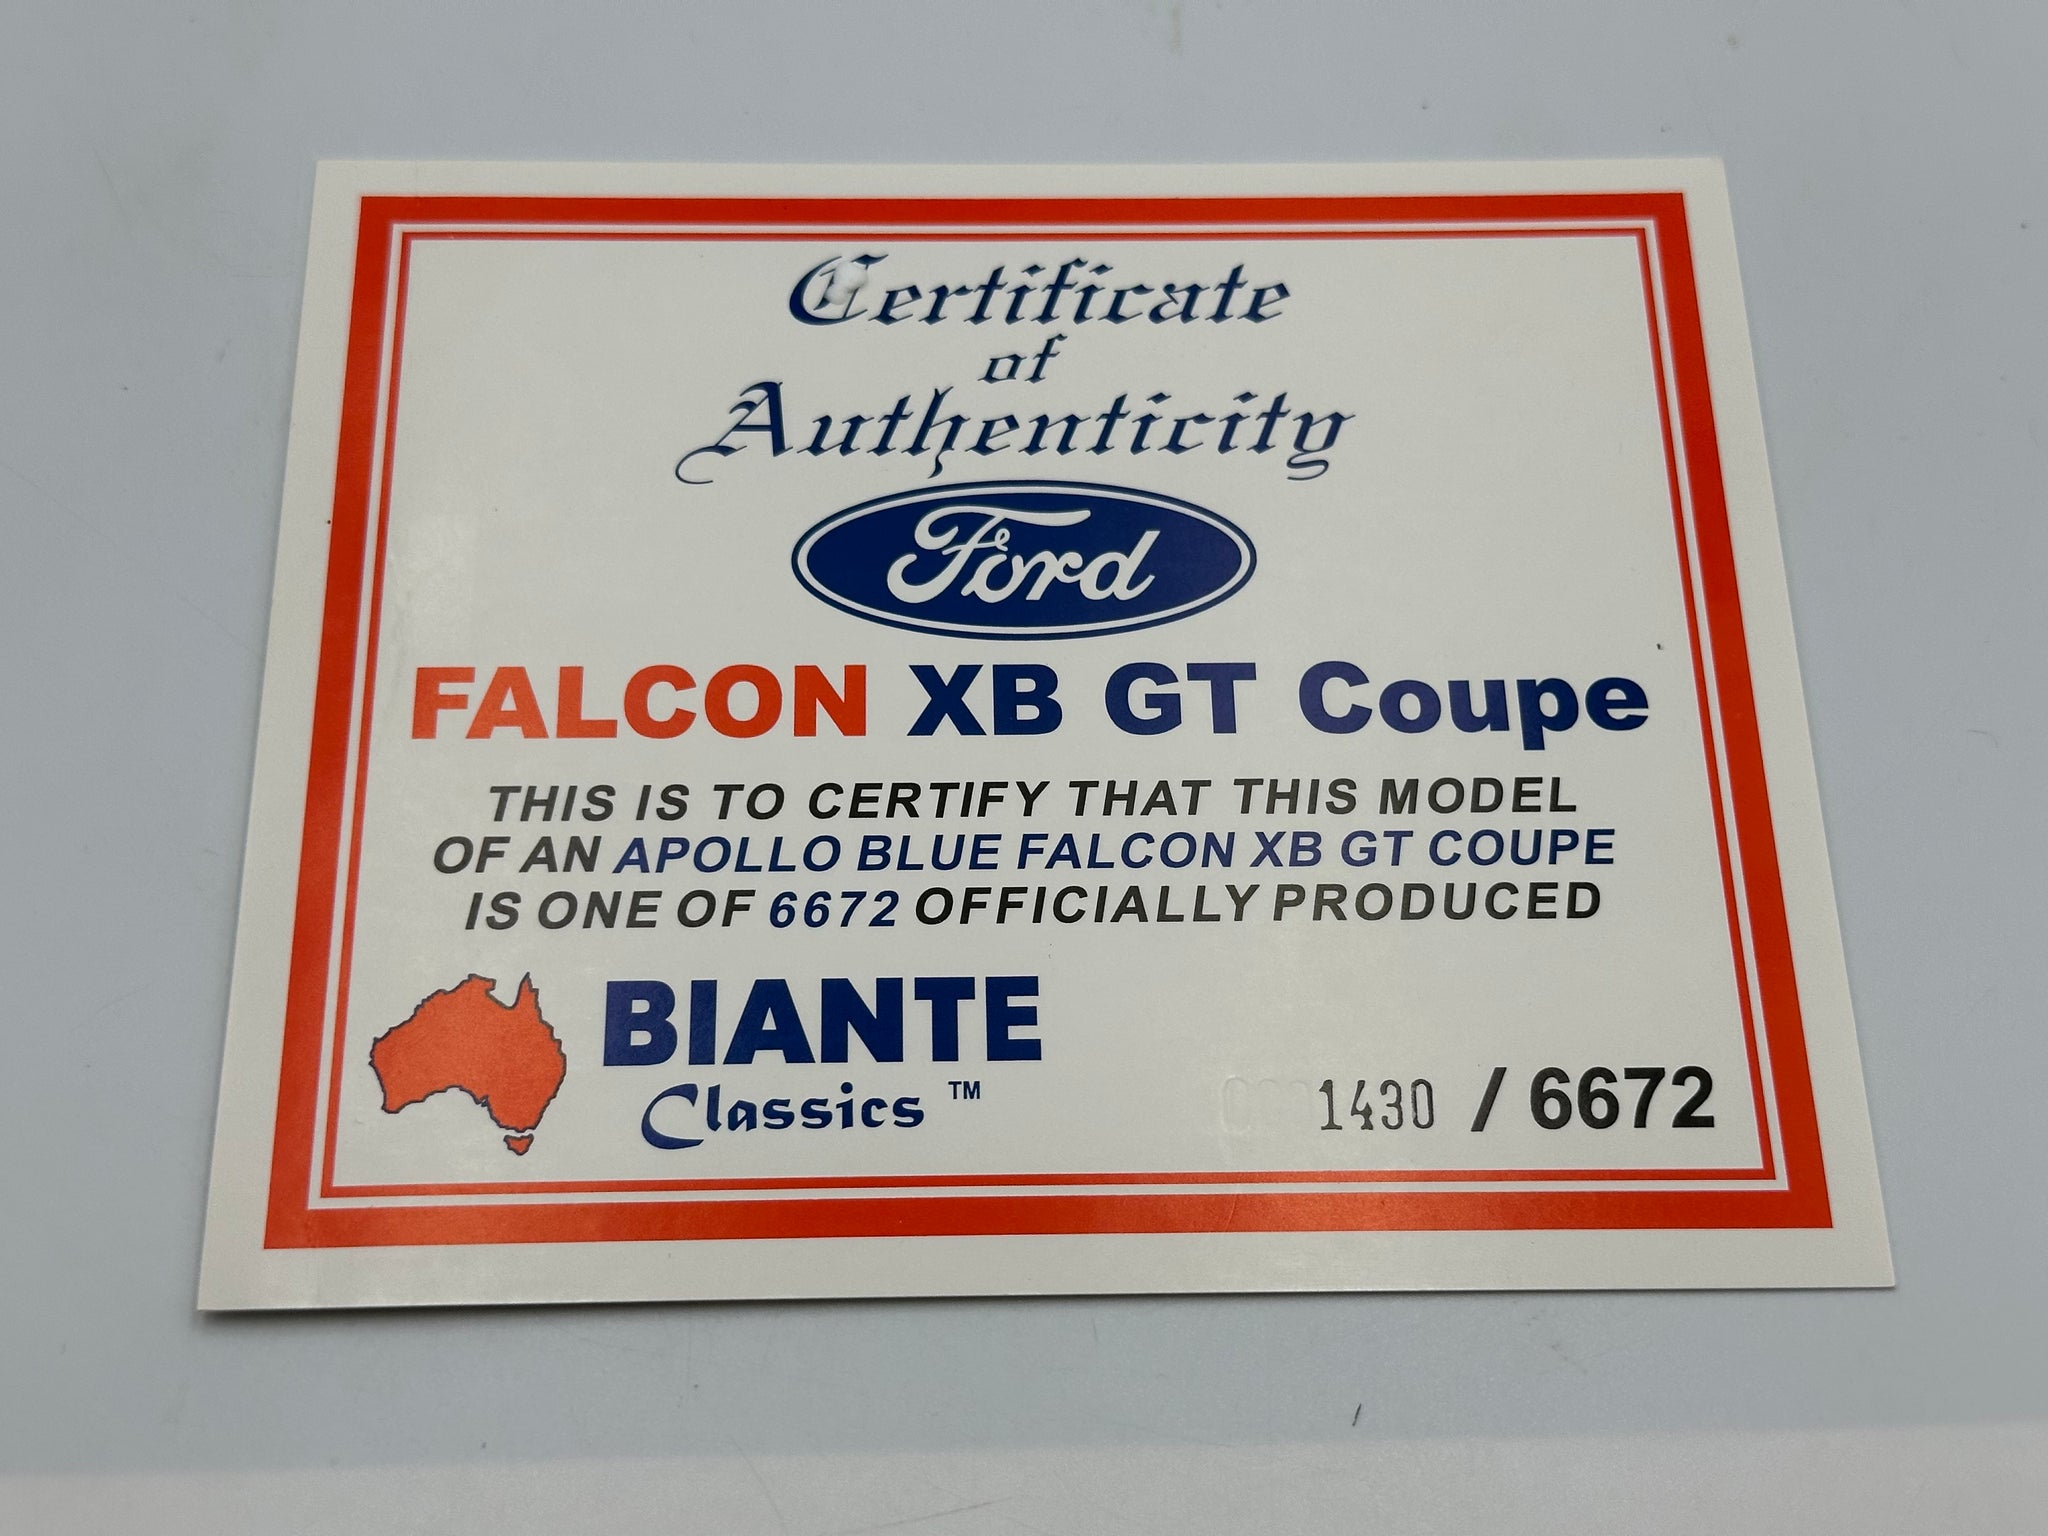 Certificate
of
Authenticity
Ford
FALCON XB GT Coupe
THIS IS TO CERTIFY THAT THIS MODEL
OF AN APOLLO BLUE FALCON XB GT COUPE
IS ONE OF 6672 OFFICIALLY PRODUCED
BIANTE
Classics ™
1430 / 6672